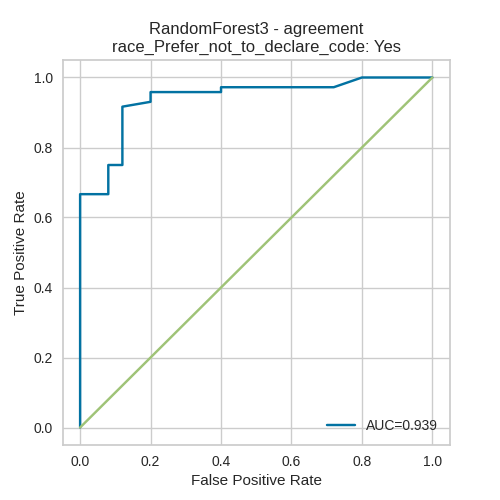 RandomForest3 - agreement
race_Prefer_not_to_declare_code: Yes
True Positive Rate
1.0
0.8
0.6
0.4
0.2
0.0
AUC=0.939
0.0 0.2 0.4 0.6 0.8 1.0
False Positive Rate